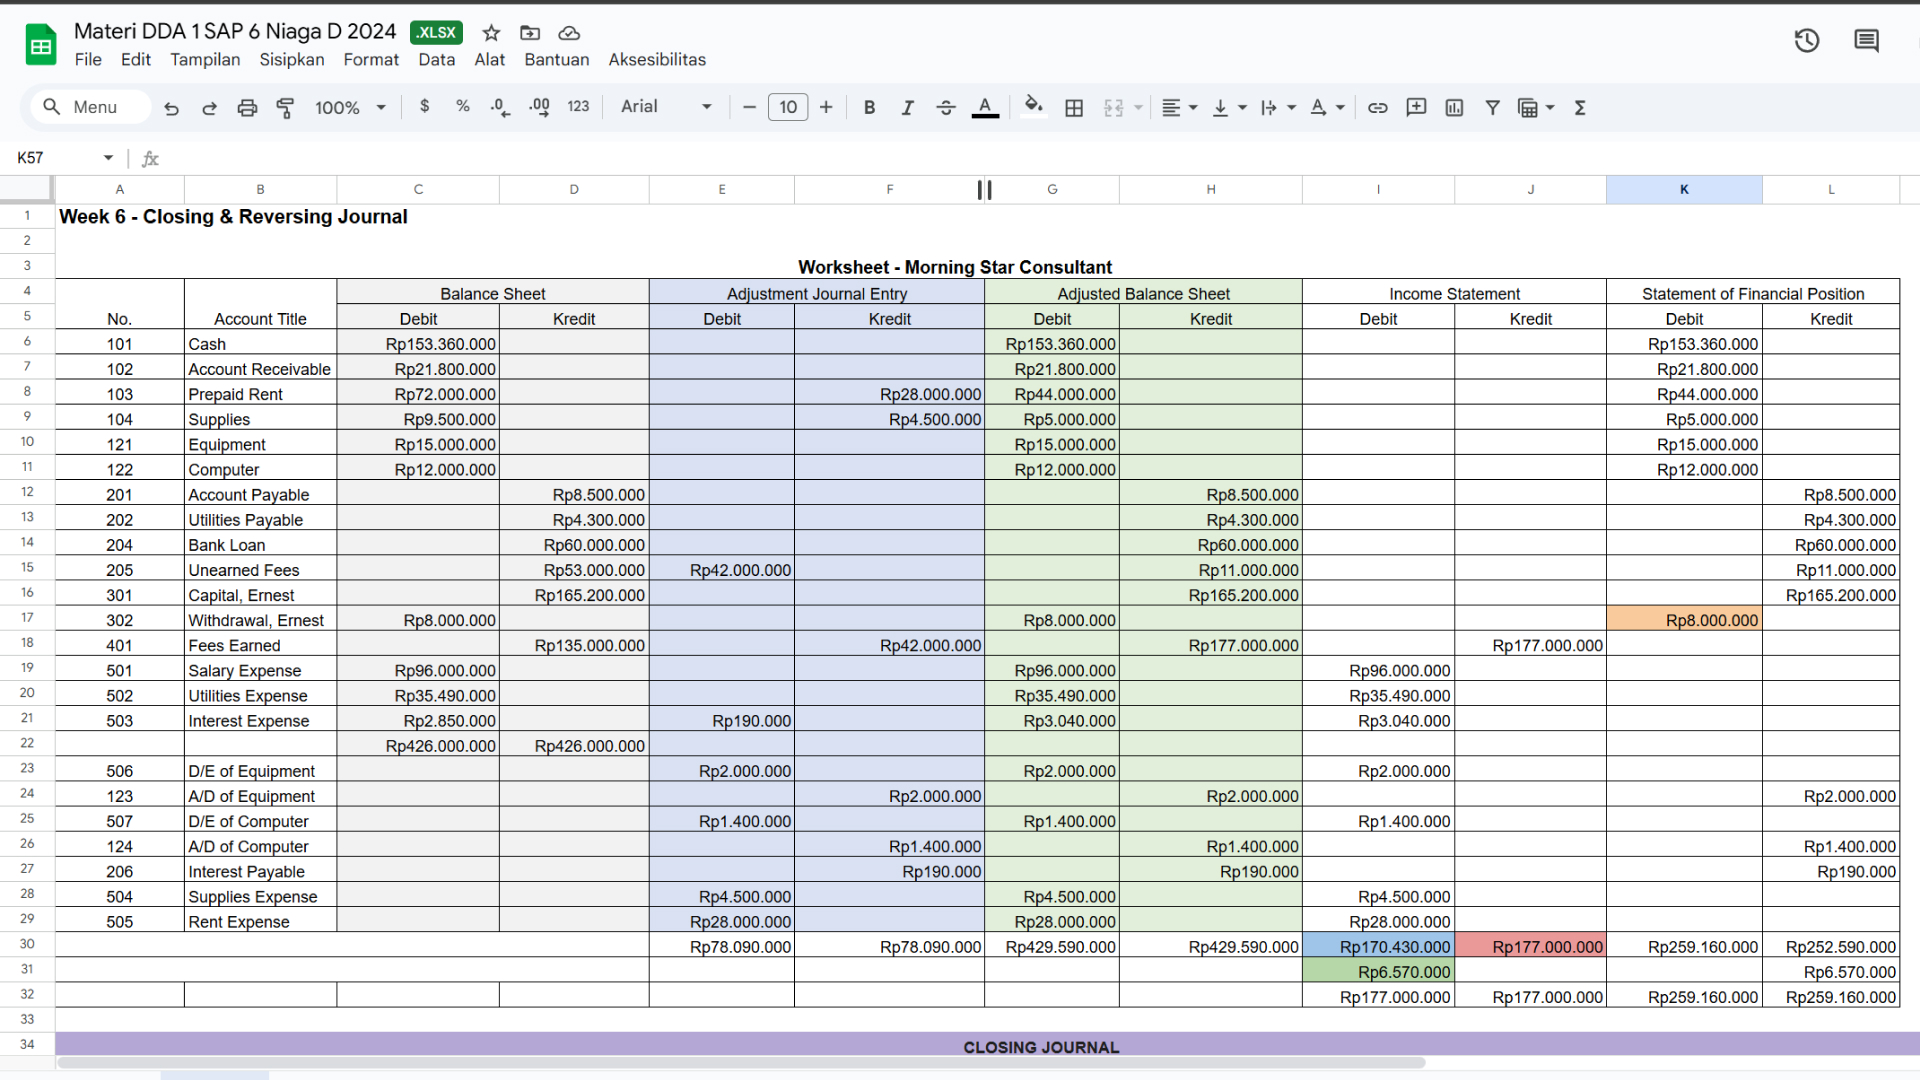 Materi DDA 1 SAP 6 Niaga D 2024 .XLSX
File Edit Tampilan Sisipkan Format Data Alat Bantuan Aksesibilitas
Menu 100% $ % .0 .00 123 Arial 10 B I A
K57 fx
A B C D E F G H I J K L
1 Week 6 - Closing & Reversing Journal
2
3 Worksheet - Morning Star Consultant
4 Balance Sheet Adjustment Journal Entry Adjusted Balance Sheet Income Statement Statement of Financial Position
5 No. Account Title Debit Kredit Debit Kredit Debit Kredit Debit Kredit Debit Kredit
6 101 Cash Rp153.360.000 Rp153.360.000 Rp153.360.000
7 102 Account Receivable Rp21.800.000 Rp21.800.000 Rp21.800.000
8 103 Prepaid Rent Rp72.000.000 Rp28.000.000 Rp44.000.000 Rp44.000.000
9 104 Supplies Rp9.500.000 Rp4.500.000 Rp5.000.000 Rp5.000.000
10 121 Equipment Rp15.000.000 Rp15.000.000 Rp15.000.000
11 122 Computer Rp12.000.000 Rp12.000.000 Rp12.000.000
12 201 Account Payable Rp8.500.000 Rp8.500.000 Rp8.500.000
13 202 Utilities Payable Rp4.300.000 Rp4.300.000 Rp4.300.000
14 204 Bank Loan Rp60.000.000 Rp60.000.000 Rp60.000.000
15 205 Unearned Fees Rp53.000.000 Rp42.000.000 Rp11.000.000 Rp11.000.000
16 301 Capital, Ernest Rp165.200.000 Rp165.200.000 Rp165.200.000
17 302 Withdrawal, Ernest Rp8.000.000 Rp8.000.000 Rp8.000.000
18 401 Fees Earned Rp135.000.000 Rp42.000.000 Rp177.000.000 Rp177.000.000
19 501 Salary Expense Rp96.000.000 Rp96.000.000 Rp96.000.000
20 502 Utilities Expense Rp35.490.000 Rp35.490.000 Rp35.490.000
21 503 Interest Expense Rp2.850.000 Rp190.000 Rp3.040.000 Rp3.040.000
22 Rp426.000.000 Rp426.000.000
23 506 D/E of Equipment Rp2.000.000 Rp2.000.000 Rp2.000.000
24 123 A/D of Equipment Rp2.000.000 Rp2.000.000 Rp2.000.000
25 507 D/E of Computer Rp1.400.000 Rp1.400.000 Rp1.400.000
26 124 A/D of Computer Rp1.400.000 Rp1.400.000 Rp1.400.000
27 206 Interest Payable Rp190.000 Rp190.000 Rp190.000
28 504 Supplies Expense Rp4.500.000 Rp4.500.000 Rp4.500.000
29 505 Rent Expense Rp28.000.000 Rp28.000.000 Rp28.000.000
30 Rp78.090.000 Rp78.090.000 Rp429.590.000 Rp429.590.000 Rp170.430.000 Rp177.000.000 Rp259.160.000 Rp252.590.000
31 Rp6.570.000 Rp6.570.000
32 Rp177.000.000 Rp177.000.000 Rp259.160.000 Rp259.160.000
33
34 CLOSING JOURNAL